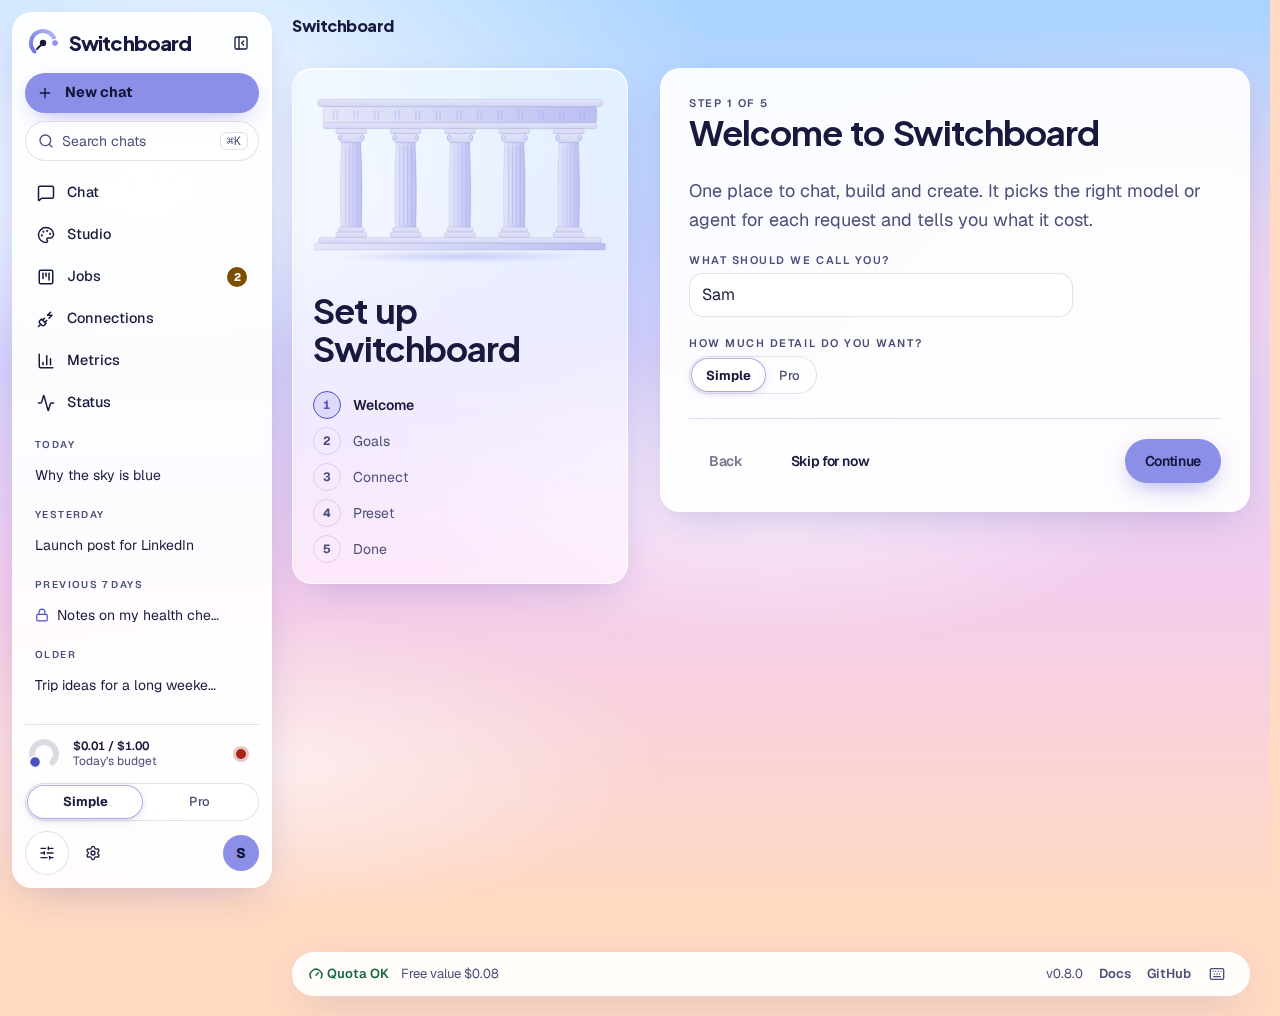 Switchboard
New chat
Search chats ⌘K
Chat
Studio
Jobs 2
Connections
Metrics
Status
TODAY
Why the sky is blue
YESTERDAY
Launch post for LinkedIn
PREVIOUS 7 DAYS
Notes on my health che…
OLDER
Trip ideas for a long weeke…
$0.01 / $1.00
Today's budget
Simple Pro
S
Switchboard
Set up
Switchboard
1 Welcome
2 Goals
3 Connect
4 Preset
5 Done
STEP 1 OF 5
Welcome to Switchboard
One place to chat, build and create. It picks the right model or
agent for each request and tells you what it cost.
WHAT SHOULD WE CALL YOU?
Sam
HOW MUCH DETAIL DO YOU WANT?
Simple Pro
Back Skip for now Continue
Quota OK Free value $0.08 v0.8.0 Docs GitHub